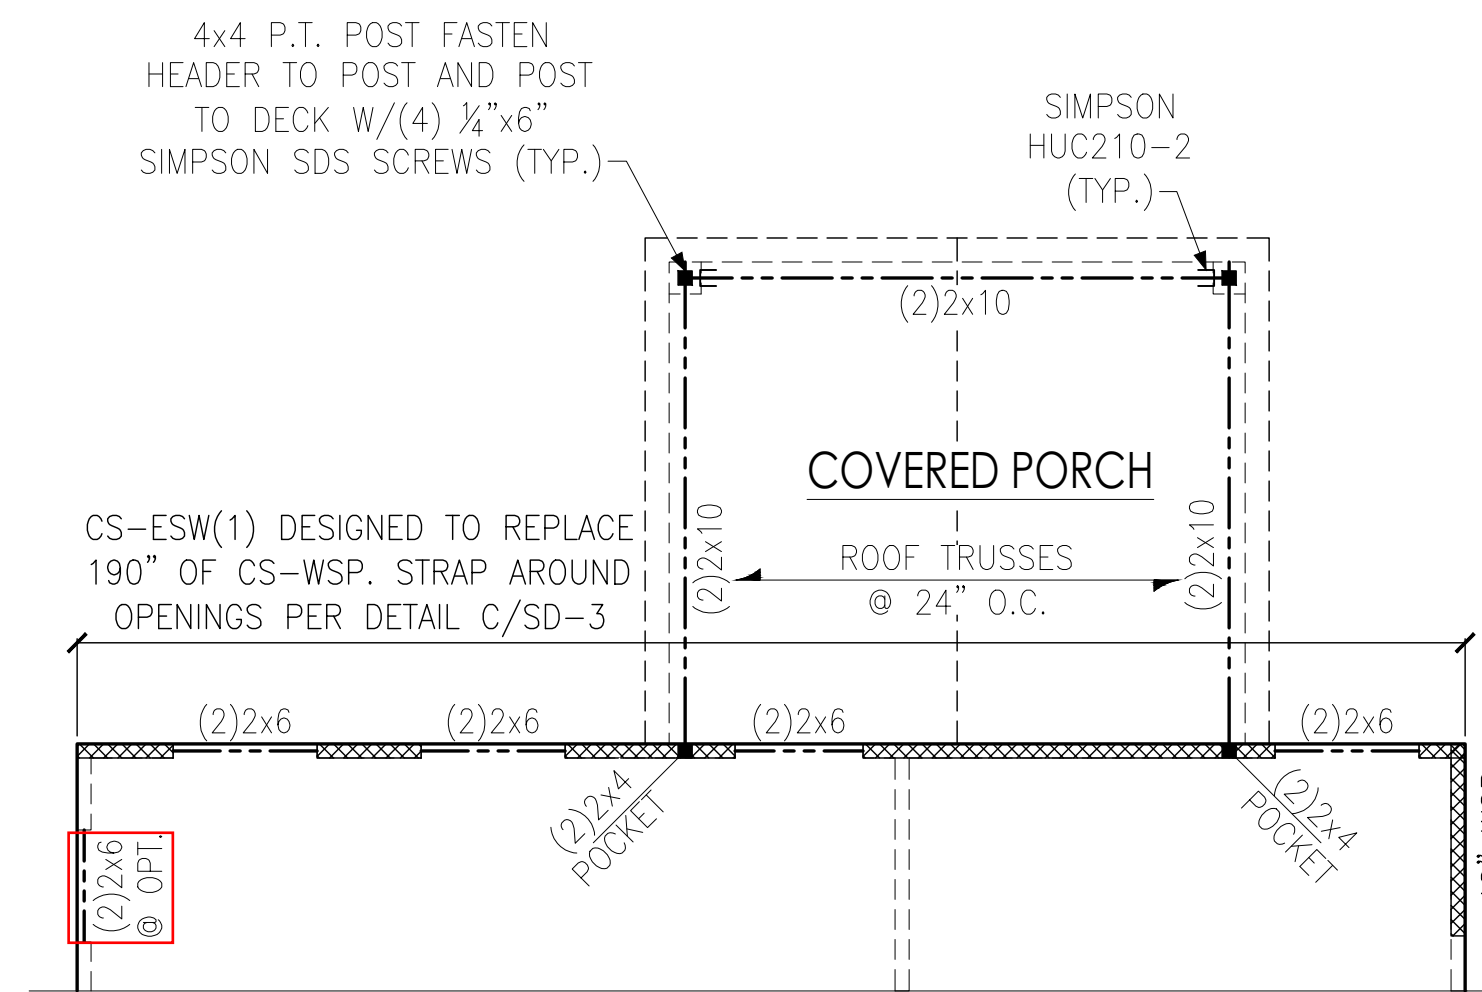 4x4 P.T. POST FASTEN
HEADER TO POST AND POST
TO DECK W/(4) ¼"x6"
SIMPSON SDS SCREWS (TYP.)
SIMPSON
HUC210-2
(TYP.)
(2)2x10
COVERED PORCH
(2)2x10
ROOF TRUSSES
@ 24" O.C.
(2)2x10
CS-ESW(1) DESIGNED TO REPLACE
190" OF CS-WSP. STRAP AROUND
OPENINGS PER DETAIL C/SD-3
(2)2x6
(2)2x6
(2)2x6
(2)2x6
(2)2x4
POCKET
(2)2x4
POCKET
(2)2x6
@ OPT.